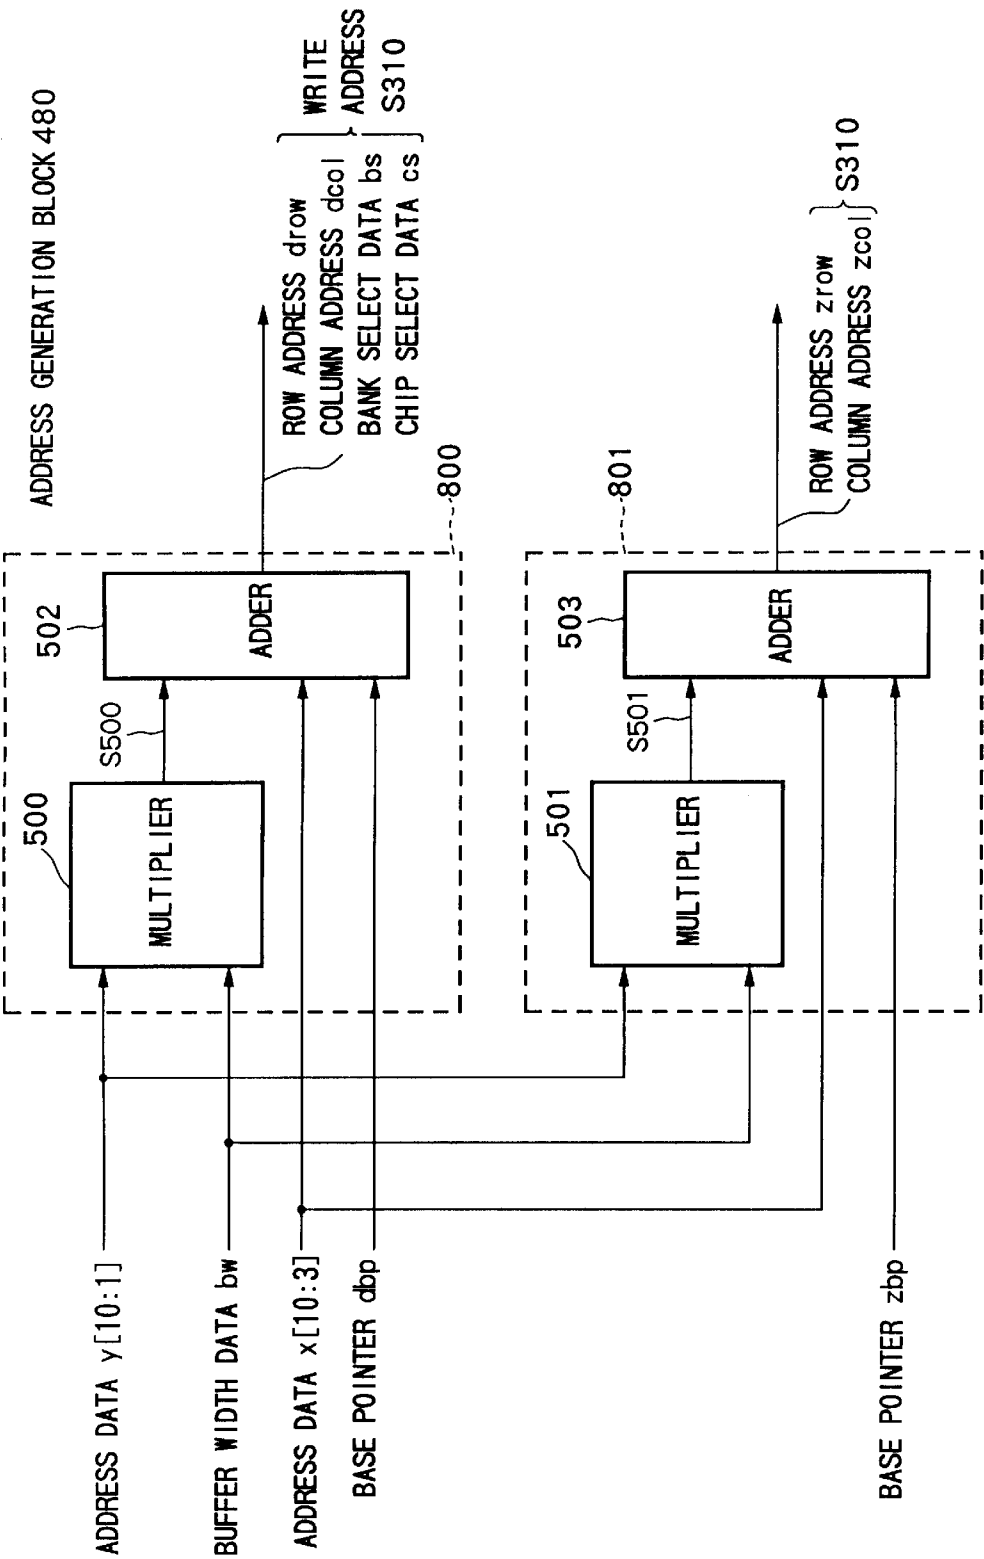 ADDRESS GENERATION BLOCK 480
ADDRESS DATA y[10:1]
BUFFER WIDTH DATA bw
ADDRESS DATA x[10:3]
BASE POINTER dbp
500
MULTIPLIER
S500
502
ADDER
800
ROW ADDRESS drow
COLUMN ADDRESS dcol
BANK SELECT DATA bs
CHIP SELECT DATA cs
WRITE
ADDRESS
S310
BASE POINTER zbp
501
MULTIPLIER
S501
503
ADDER
801
ROW ADDRESS zrow
COLUMN ADDRESS zcol
S310